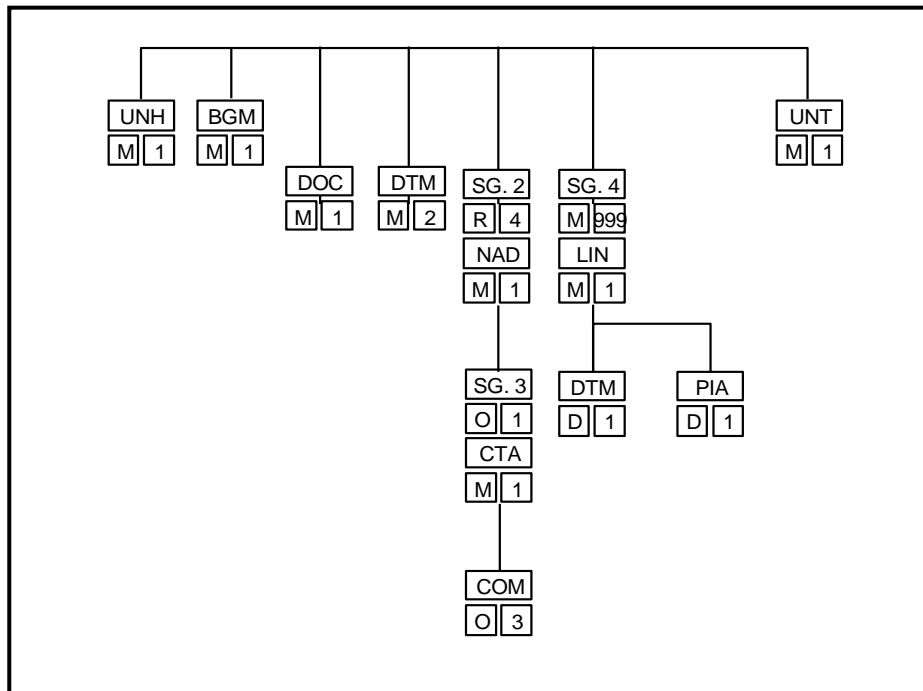 UNH BGM UNT
M 1 M 1 M 1
DOC DTM SG. 2 SG. 4
M 1 M 2 R 4 M 999
NAD LIN
M 1 M 1
SG. 3 DTM PIA
O 1 D 1 D 1
CTA
M 1
COM
O 3